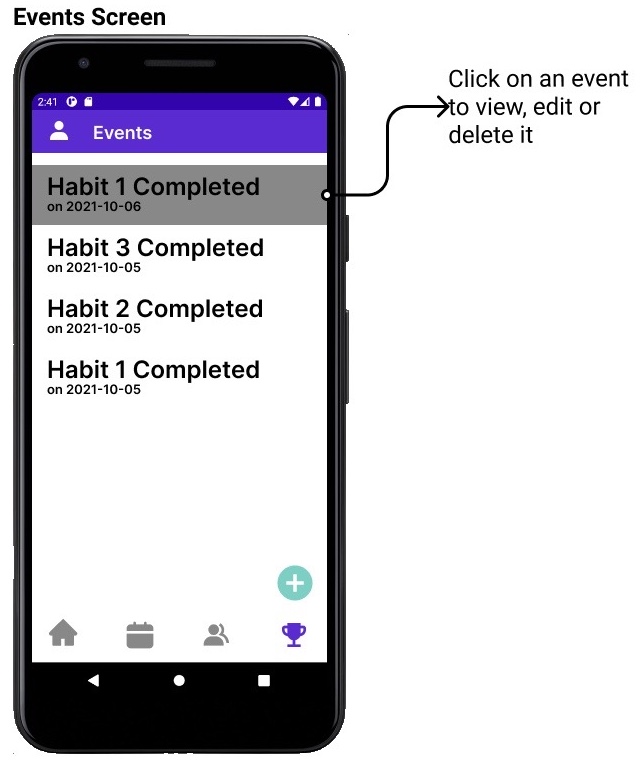 Events Screen
2:41
Events
Click on an event
to view, edit or
delete it
Habit 1 Completed
on 2021-10-06
Habit 3 Completed
on 2021-10-05
Habit 2 Completed
on 2021-10-05
Habit 1 Completed
on 2021-10-05